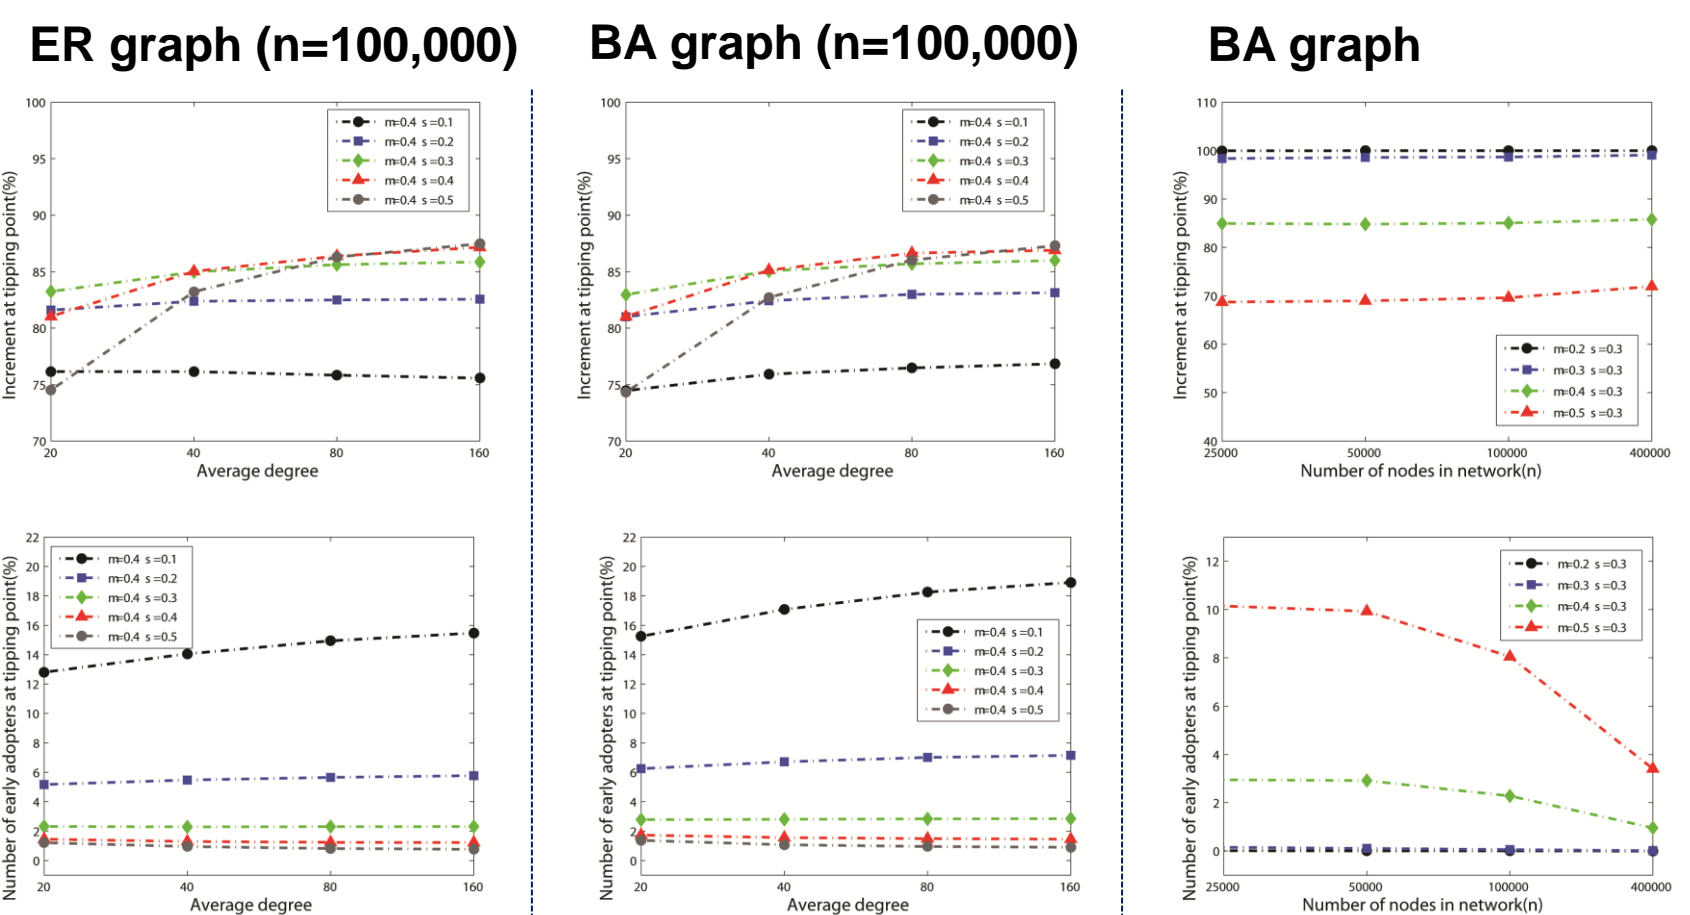 ER graph (n=100,000)
BA graph (n=100,000)
BA graph
Increment at tipping point(%)
100
95
90
85
80
75
70
20 40 80 160
Average degree
m=0.4 s=0.1
m=0.4 s=0.2
m=0.4 s=0.3
m=0.4 s=0.4
m=0.4 s=0.5
Increment at tipping point(%)
100
95
90
85
80
75
70
20 40 80 160
Average degree
m=0.4 s=0.1
m=0.4 s=0.2
m=0.4 s=0.3
m=0.4 s=0.4
m=0.4 s=0.5
Increment at tipping point(%)
110
100
90
80
70
60
50
40
25000 50000 100000 400000
Number of nodes in network(n)
m=0.2 s=0.3
m=0.3 s=0.3
m=0.4 s=0.3
m=0.5 s=0.3
Number of early adopters at tipping point(%)
22
20
18
16
14
12
10
8
6
4
2
0
20 40 80 160
Average degree
m=0.4 s=0.1
m=0.4 s=0.2
m=0.4 s=0.3
m=0.4 s=0.4
m=0.4 s=0.5
Number of early adopters at tipping point(%)
22
20
18
16
14
12
10
8
6
4
2
0
20 40 80 160
Average degree
m=0.4 s=0.1
m=0.4 s=0.2
m=0.4 s=0.3
m=0.4 s=0.4
m=0.4 s=0.5
Number of early adopters at tipping point(%)
12
10
8
6
4
2
0
25000 50000 100000 400000
Number of nodes in network(n)
m=0.2 s=0.3
m=0.3 s=0.3
m=0.4 s=0.3
m=0.5 s=0.3